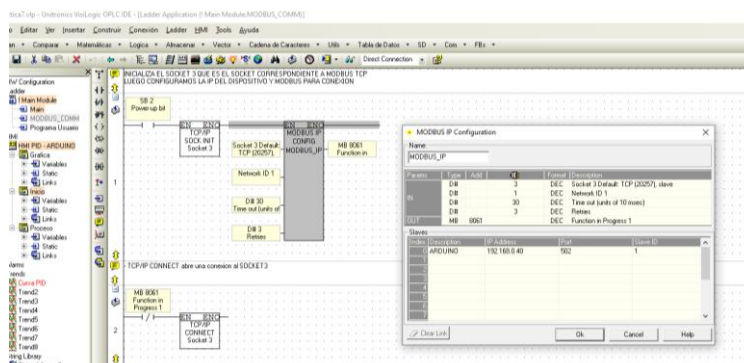 tica7.vlp - Unitronics VisiLogic OPLC IDE - [Ladder Application (! Main Module:MODBUS_COMM)]
Editar Ver Insertar Construir Conexión Ladder HMI Tools Ayuda
Comparar Matemáticas Logica Almacenar Vector Cadena de Caracteres Utils Tabla de Datos SD Com FBs
Direct Connection
HW Configuration
! Main Module
Main
MODBUS_COMM
Programa Usuario
HMI PID - ARDUINO
Grafica
Variables
Static
Links
Inicio
Variables
Static
Links
Proceso
Variables
Static
Links
Curva PID
Trend2
Trend3
Trend4
Trend5
Trend6
Trend7
Trend8
String Library
INICIALIZA EL SOCKET 3 QUE ES EL SOCKET CORRESPONDIENTE A MODBUS TCP
LUEGO CONFIGURAMOS LA IP DEL DISPOSITIVO Y MODBUS PARA CONEXION
SB 2
Power-up bit
EN ENO
TCP/IP
SOCK INIT
Socket 3
Socket 3 Default:
TCP (20257),
Network ID 1
D# 30
Time out (units of
D# 3
Retries
EN ENO
MODBUS IP
CONFIG
MODBUS_IP
MB 8061
Function in
1
TCP/IP CONNECT abre una conexion al SOCKET3
MB 8061
Function in
Progress 1
EN ENO
TCP/IP
CONNECT
Socket 3
2
MODBUS IP Configuration
Name
MODBUS_IP
Params Type Add Format Description
IN
D# 3 DEC Socket 3 Default: TCP (20257), slave
D# 1 DEC Network ID 1
D# 30 DEC Time out (units of 10 msec)
D# 3 DEC Retries
OUT MB 8061 DEC Function in Progress 1
Slaves
Index Description IP Address Port Slave ID
ARDUINO 192.168.0.40 502 1
Clear Link Ok Cancel Help